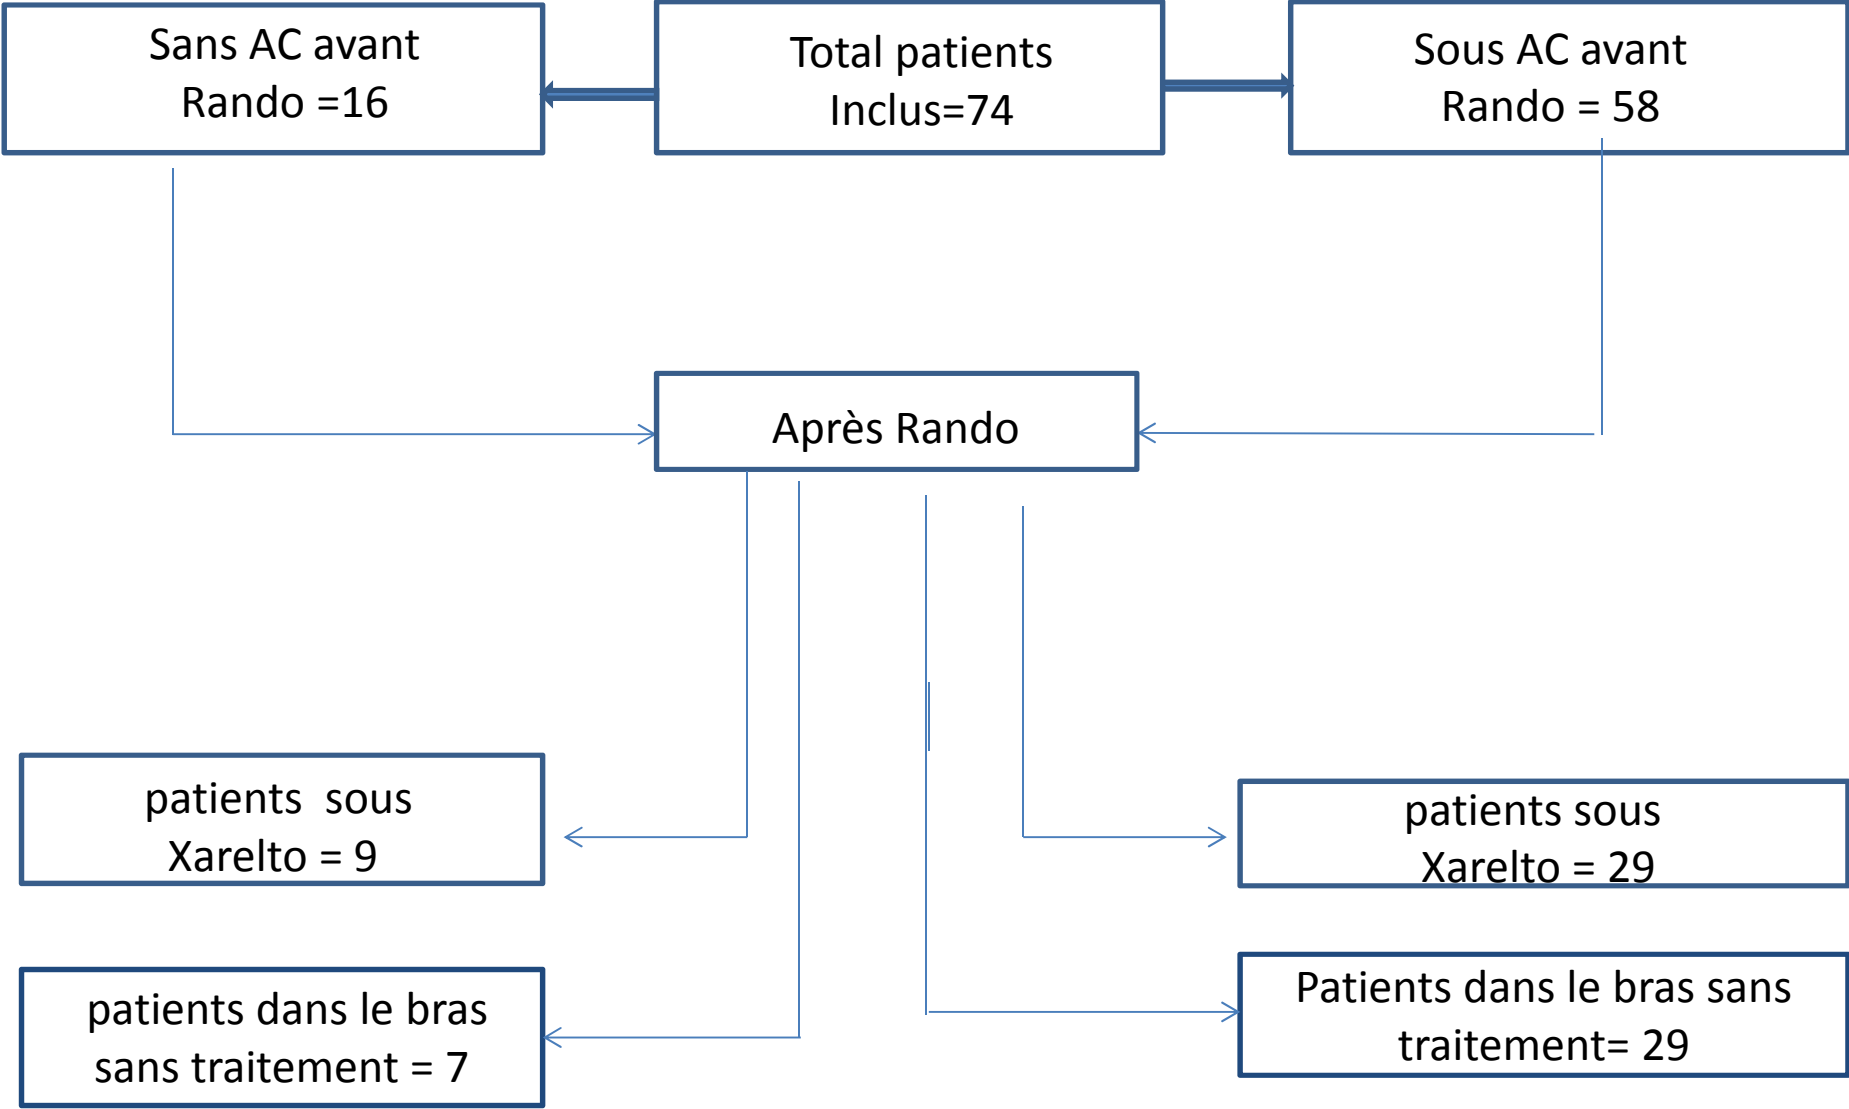 Sans AC avant
Rando =16
Total patients
Inclus=74
Sous AC avant
Rando = 58
Après Rando
patients sous
Xarelto = 9
patients sous
Xarelto = 29
patients dans le bras
sans traitement = 7
Patients dans le bras sans
traitement= 29